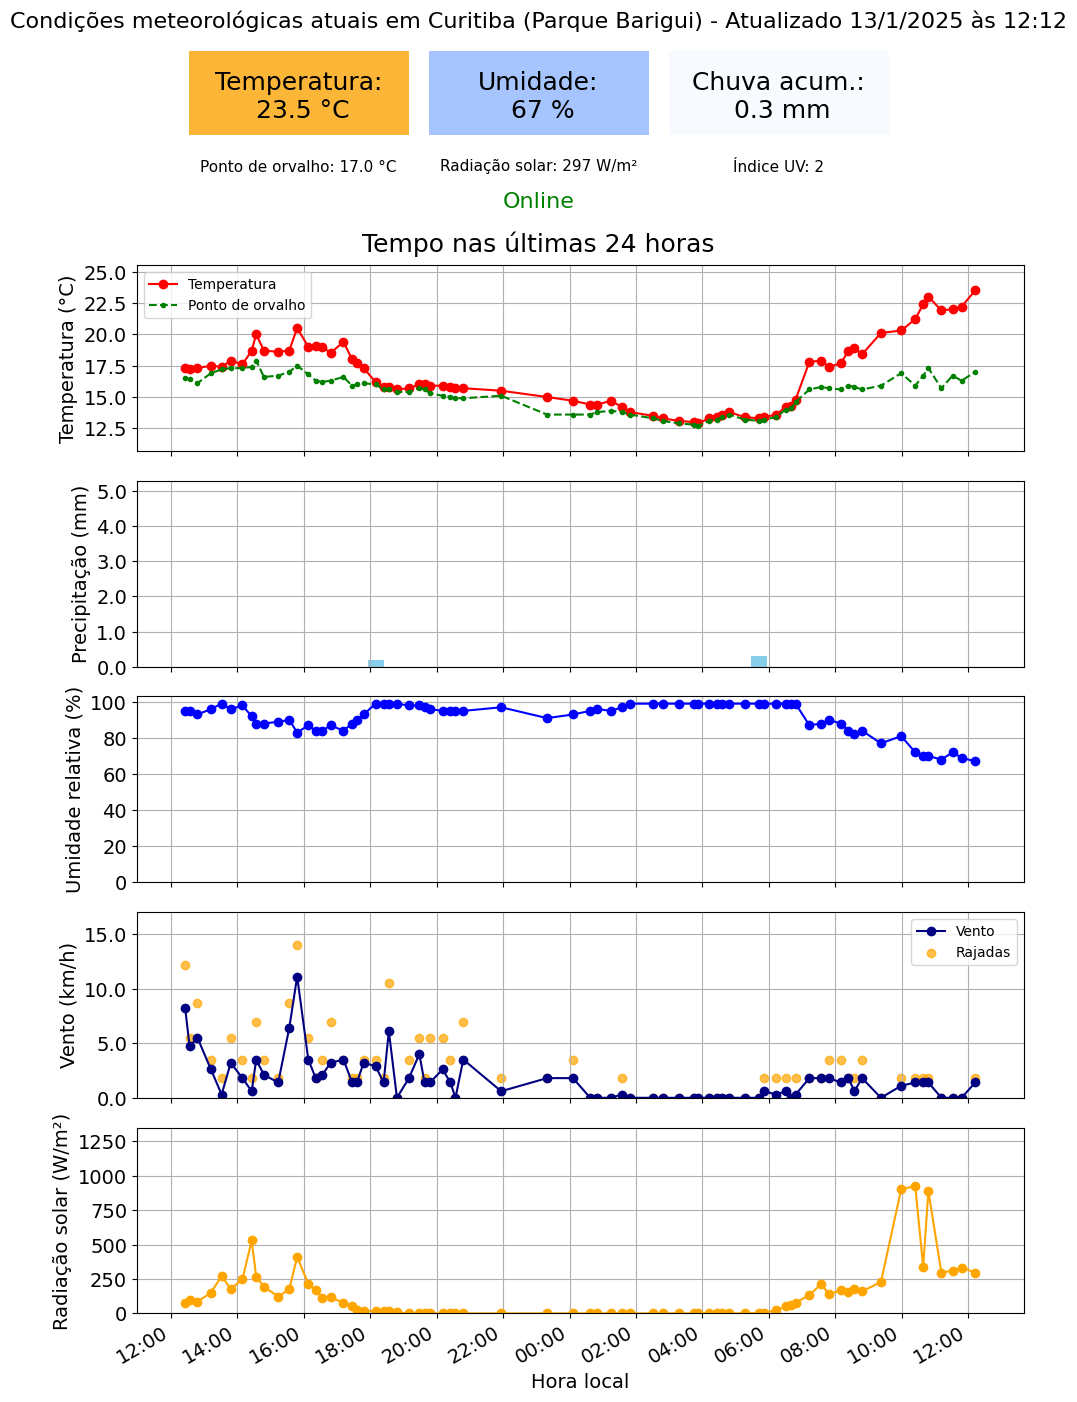 Condições meteorológicas atuais em Curitiba (Parque Barigui) - Atualizado 13/1/2025 às 12:12
Temperatura:
23.5 °C
Umidade:
67 %
Chuva acum.:
0.3 mm
Ponto de orvalho: 17.0 °C
Radiação solar: 297 W/m²
Índice UV: 2
Online
Tempo nas últimas 24 horas
Temperatura (°C)
25.0
22.5
20.0
17.5
15.0
12.5
Temperatura
Ponto de orvalho
Precipitação (mm)
5.0
4.0
3.0
2.0
1.0
0.0
Umidade relativa (%)
100
80
60
40
20
0
Vento (km/h)
15.0
10.0
5.0
0.0
Vento
Rajadas
Radiação solar (W/m²)
1250
1000
750
500
250
0
12:00
14:00
16:00
18:00
20:00
22:00
00:00
02:00
04:00
06:00
08:00
10:00
12:00
Hora local